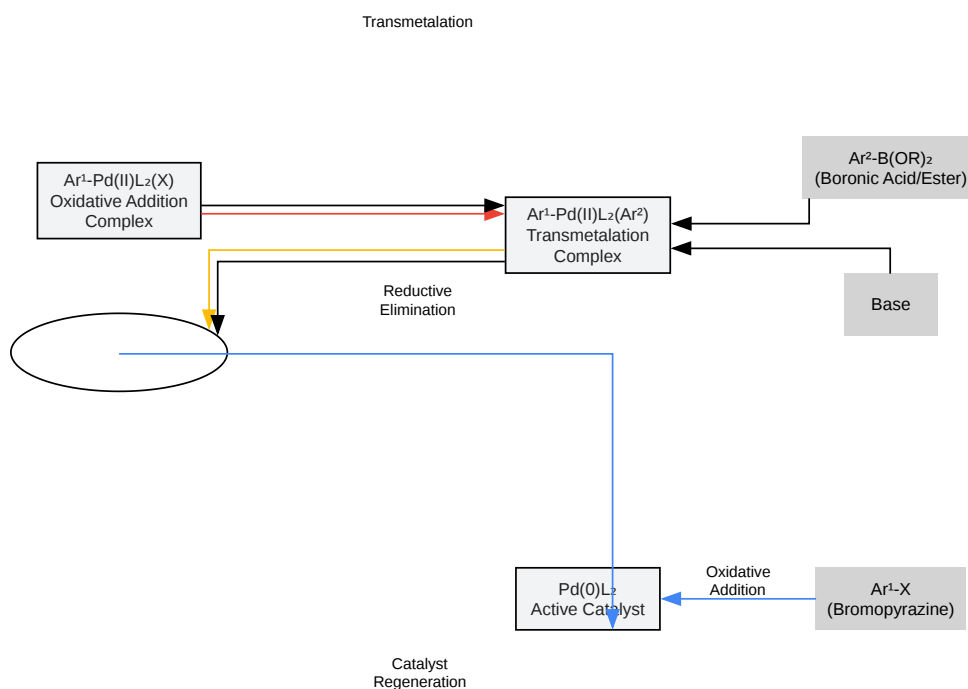 Transmetalation
Ar¹-Pd(II)L₂(X)
Oxidative Addition
Complex
Ar¹-Pd(II)L₂(Ar²)
Transmetalation
Complex
Ar²-B(OR)₂
(Boronic Acid/Ester)
Reductive
Elimination
Base
Pd(0)L₂
Active Catalyst
Oxidative
Addition
Ar¹-X
(Bromopyrazine)
Catalyst
Regeneration